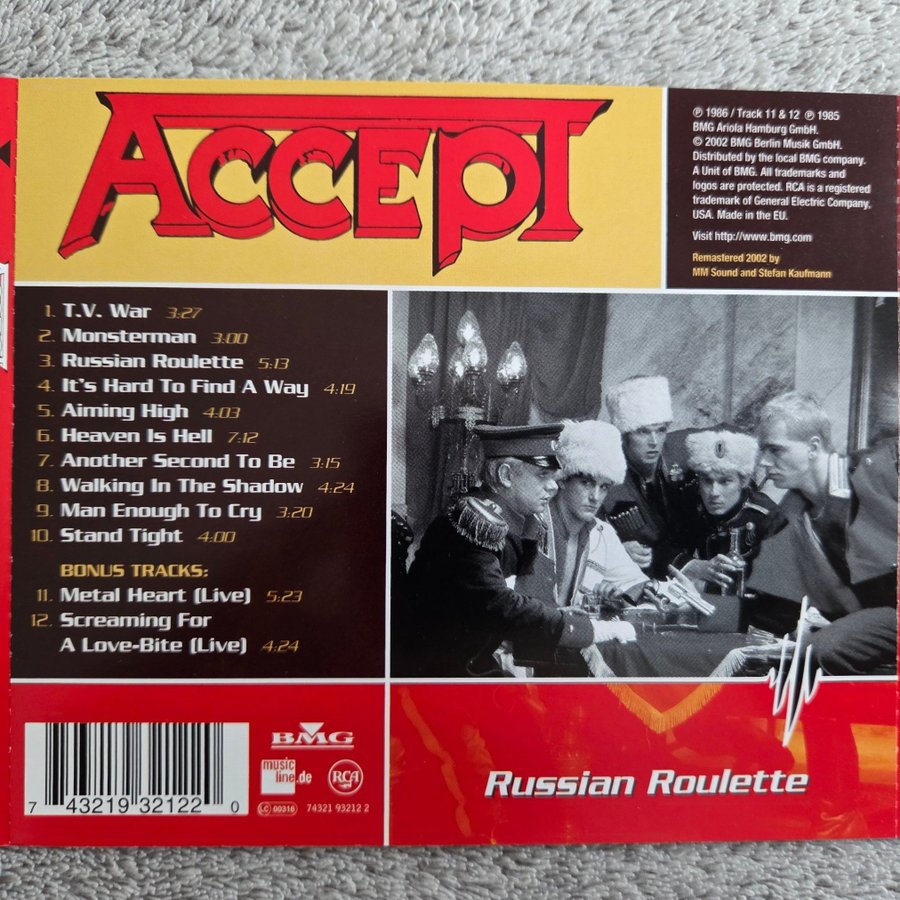 ACCEPT
℗ 1986 / Track 11 & 12 ℗ 1985
BMG Ariola Hamburg GmbH.
© 2002 BMG Berlin Musik GmbH.
Distributed by the local BMG company.
A Unit of BMG. All trademarks and
logos are protected. RCA is a registered
trademark of General Electric Company,
USA. Made in the EU.
Visit http://www.bmg.com
Remastered 2002 by
MM Sound and Stefan Kaufmann
1. T.V. War 3:27
2. Monsterman 3:00
3. Russian Roulette 5:13
4. It's Hard To Find A Way 4:19
5. Aiming High 4:03
6. Heaven Is Hell 7:12
7. Another Second To Be 3:15
8. Walking In The Shadow 4:24
9. Man Enough To Cry 3:20
10. Stand Tight 4:00
BONUS TRACKS:
11. Metal Heart (Live) 5:23
12. Screaming For
A Love-Bite (Live) 4:24
BMG
music
line.de
RCA
LC 00316 74321 93212 2
7 43219 32122 0
Russian Roulette